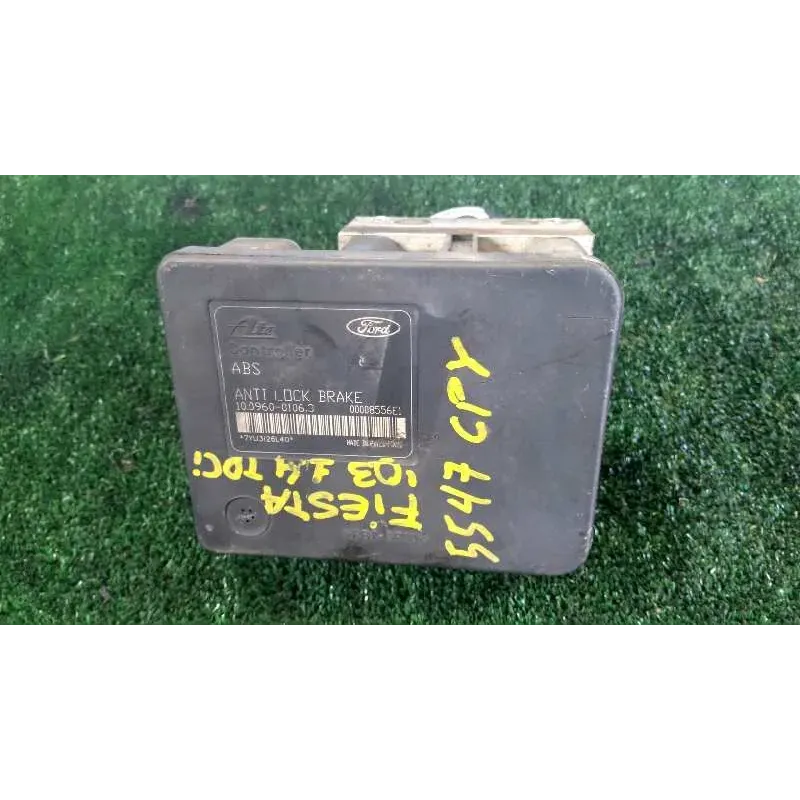 Ate
Ford
Controller
ABS
ANTI LOCK BRAKE
10.0960-0106.3 00008556E1
FiESTA
'03 1.4 TDCi
5547 CPY